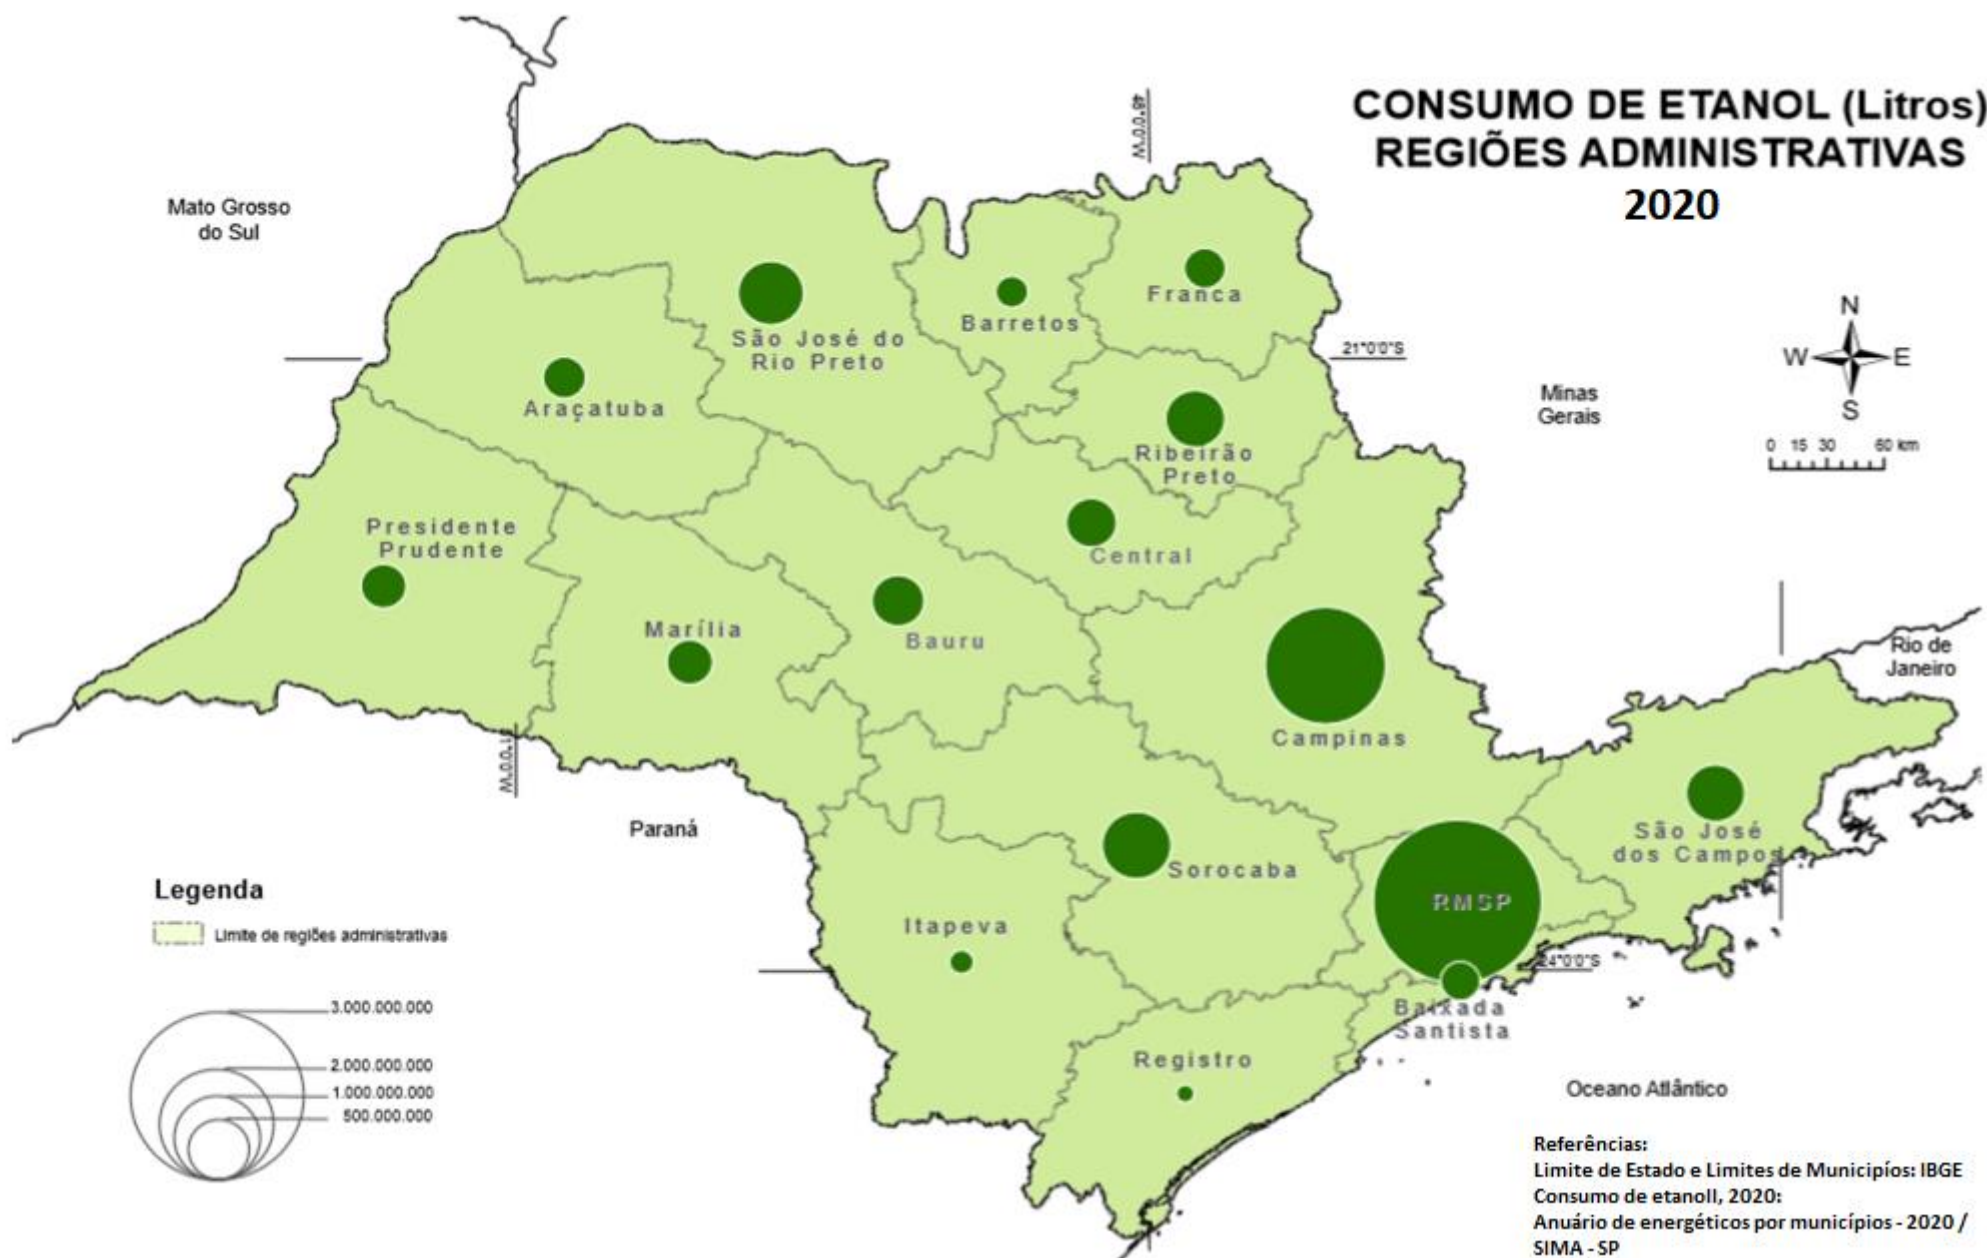 CONSUMO DE ETANOL (Litros)
REGIÕES ADMINISTRATIVAS
2020
48°0'0"W
Mato Grosso
do Sul
Franca
Barretos
São José do
Rio Preto
21°0'0"S
N
W
E
S
Araçatuba
Minas
Gerais
0 15 30 60 km
Ribeirão
Preto
Presidente
Prudente
Central
Marília
Bauru
Rio de
Janeiro
Campinas
Paraná
São José
dos Campos
Sorocaba
RMSP
Legenda
Limite de regiões administrativas
Itapeva
24°0'0"S
Baixada
Santista
3.000.000.000
2.000.000.000
1.000.000.000
500.000.000
Registro
Oceano Atlântico
Referências:
Limite de Estado e Limites de Municipíos: IBGE
Consumo de etanoll, 2020:
Anuário de energéticos por municípios - 2020 /
SIMA - SP